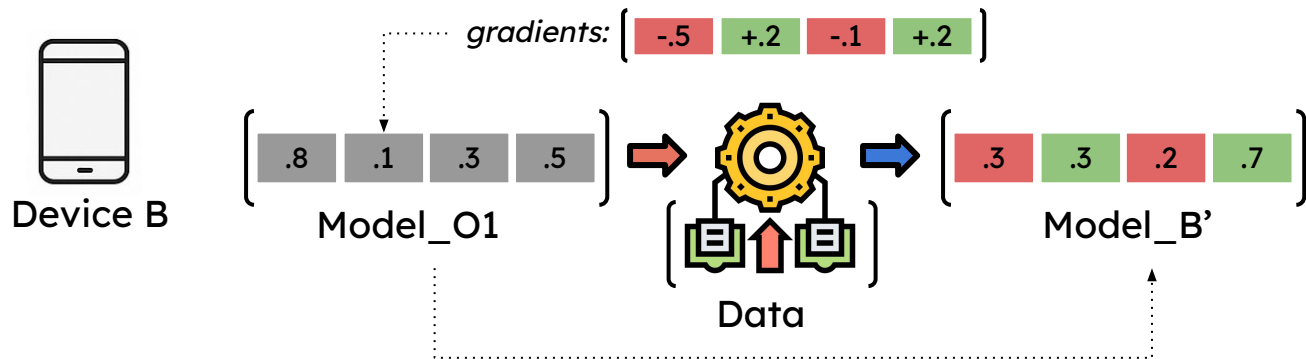 gradients: -.5 +.2 -.1 +.2
.8 .1 .3 .5
.3 .3 .2 .7
Device B
Model_O1
Model_B’
Data